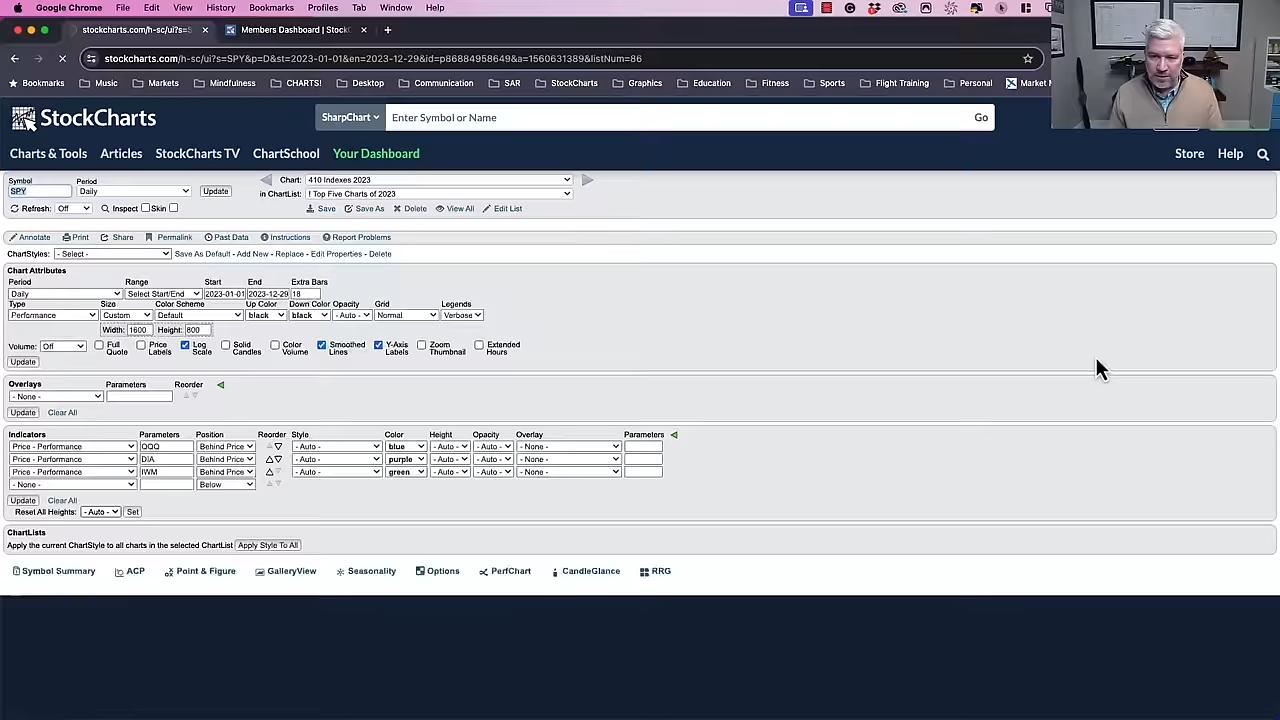 Google Chrome File Edit View History Bookmarks Profiles Tab Window Help
stockcharts.com/h-sc/ui?s=S
Members Dashboard | StockC
stockcharts.com/h-sc/ui?s=SPY&p=D&st=2023-01-01&en=2023-12-29&id=p86884958649&a=1560631389&listNum=86
Bookmarks Music Markets Mindfulness CHARTS! Desktop Commun SAR StockCharts Graphics Education Fitness Sports Flight Training Personal Market
StockCharts SharpChart Enter Symbol or Name Go
Charts & Tools Articles StockCharts TV ChartSchool Your Dashboard Store Help
Symbol Period Chart: 410 Indexes 2023
SPY Daily Update in ChartList: ! Top Five Charts of 2023
Refresh: Off Inspect Skin Save Save As Delete View All Edit List
Annotate Print Share Permalink Past Data Instructions Report Problems
ChartStyles: - Select - Save As Default - Add New - Replace - Edit Properties - Delete
Chart Attributes
Period Range Start End Extra Bars
Daily Select Start/End 2023-01-01 2023-12-29 18
Type Size Color Scheme Up Color Down Color Opacity Grid Legends
Performance Custom Default black black - Auto - Normal Verbose
Width: 1600 Height: 800
Volume: Off Full Quote Price Labels Log Scale Solid Candles Color Volume Smoothed Lines Y-Axis Labels Zoom Thumbnail Extended Hours
Update
Overlays Parameters Reorder
- None -
Update Clear All
Indicators Parameters Position Reorder Style Color Height Opacity Overlay Parameters
Price - Performance QQQ Behind Price - Auto - blue - Auto - - Auto - - None -
Price - Performance DIA Behind Price - Auto - purple - Auto - - Auto - - None -
Price - Performance IWM Behind Price - Auto - green - Auto - - Auto - - None -
- None - Below
Update Clear All
Reset All Heights: - Auto - Set
ChartLists
Apply the current ChartStyle to all charts in the selected ChartList Apply Style To All
Symbol Summary ACP Point & Figure GalleryView Seasonality Options PerfChart CandleGlance RRG